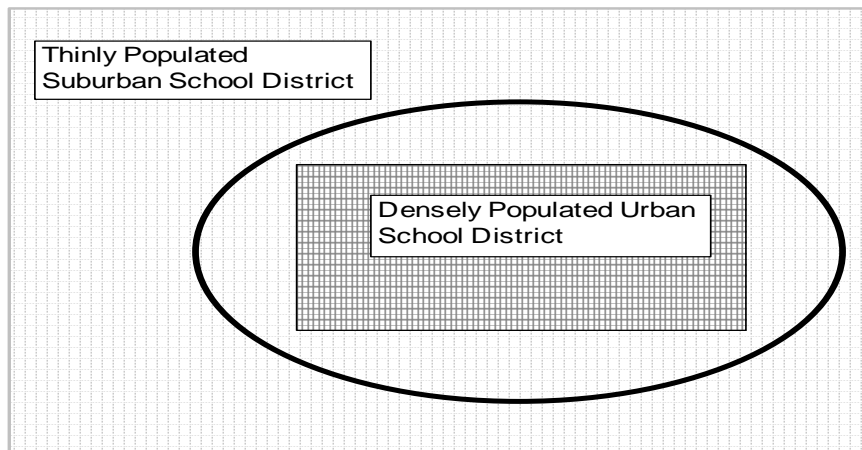 Thinly Populated
Suburban School District
Densely Populated Urban
School District